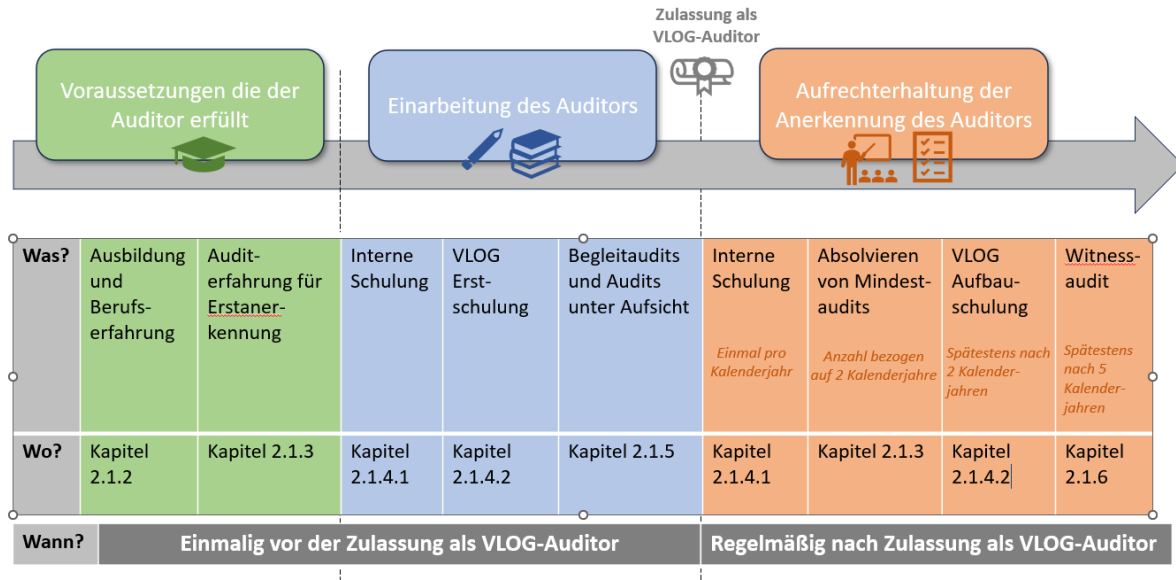 Zulassung als
VLOG-Auditor
Voraussetzungen die der
Auditor erfüllt
Einarbeitung des Auditors
Aufrechterhaltung der
Anerkennung des Auditors
Was?
Ausbildung
und
Berufs-
erfahrung
Audit-
erfahrung für
Erstaner-
kennung
Interne
Schulung
VLOG
Erst-
schulung
Begleitaudits
und Audits
unter Aufsicht
Interne
Schulung
Einmal pro
Kalenderjahr
Absolvieren
von Mindest-
audits
Anzahl bezogen
auf 2 Kalenderjahre
VLOG
Aufbau-
schulung
Spätestens nach
2 Kalender-
jahren
Witness-
audit
Spätestens
nach 5
Kalender-
jahren
Wo?
Kapitel
2.1.2
Kapitel 2.1.3
Kapitel
2.1.4.1
Kapitel
2.1.4.2
Kapitel 2.1.5
Kapitel
2.1.4.1
Kapitel 2.1.3
Kapitel
2.1.4.2
Kapitel
2.1.6
Wann?
Einmalig vor der Zulassung als VLOG-Auditor
Regelmäßig nach Zulassung als VLOG-Auditor